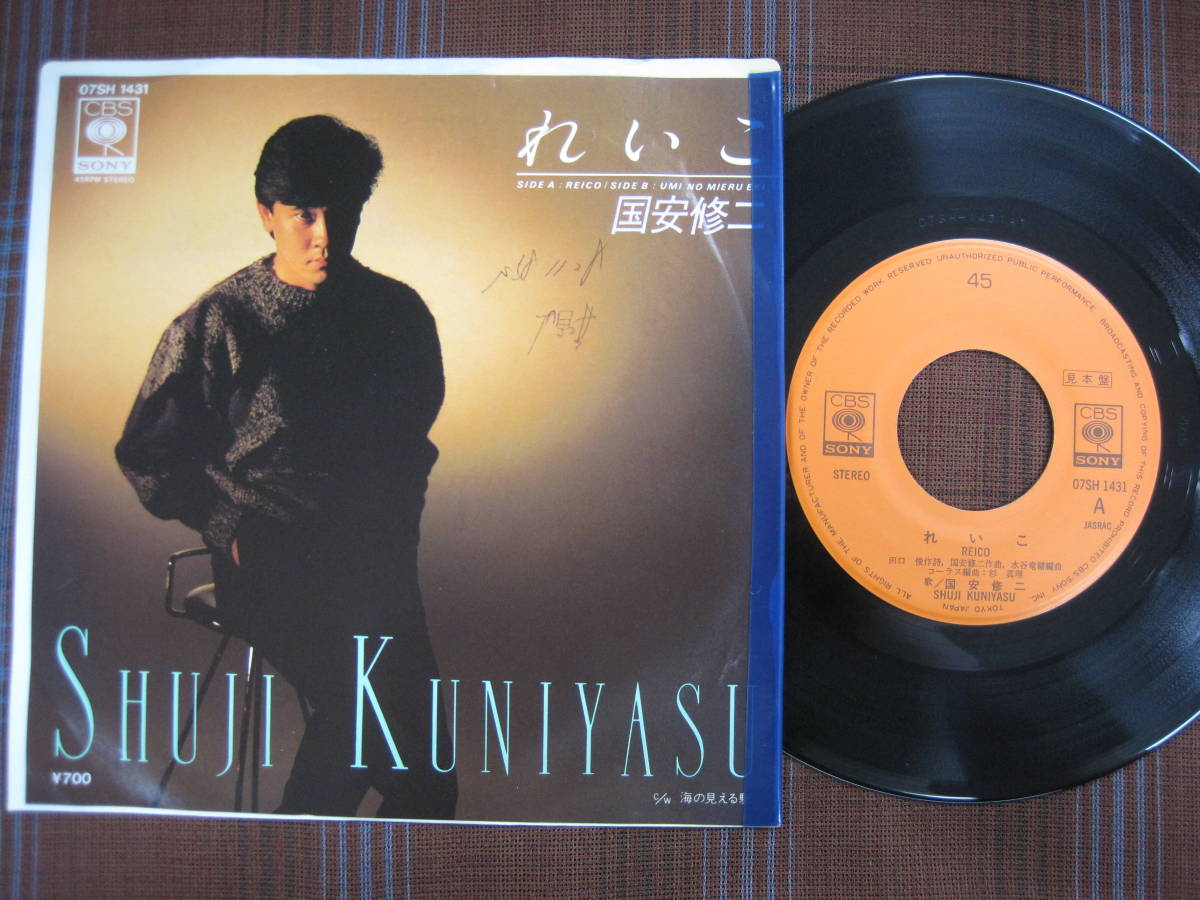 07SH 1431
CBS
SONY
45RPM STEREO
れいこ
SIDE A : REICO / SIDE B : UMI NO MIERU
国安修二
SHUJI KUNIYASU
¥700
c/w 海の見える
07SH-1431A
ALL RIGHTS OF THE MANUFACTURER AND OF THE OWNER OF THE RECORDED WORK RESERVED UNAUTHORIZED PUBLIC PERFORMANCE BROADCASTING AND COPYING OF THIS RECORD PROHIBITED CBS/SONY INC. TOKYO JAPAN
45
見本盤
CBS
SONY
CBS
SONY
STEREO
07SH 1431
A
JASRAC
れいこ
REICO
田口 俊作詩, 国安修二作曲, 水谷竜緒編曲
コーラス編曲:杉 真理
歌/国安修二
SHUJI KUNIYASU